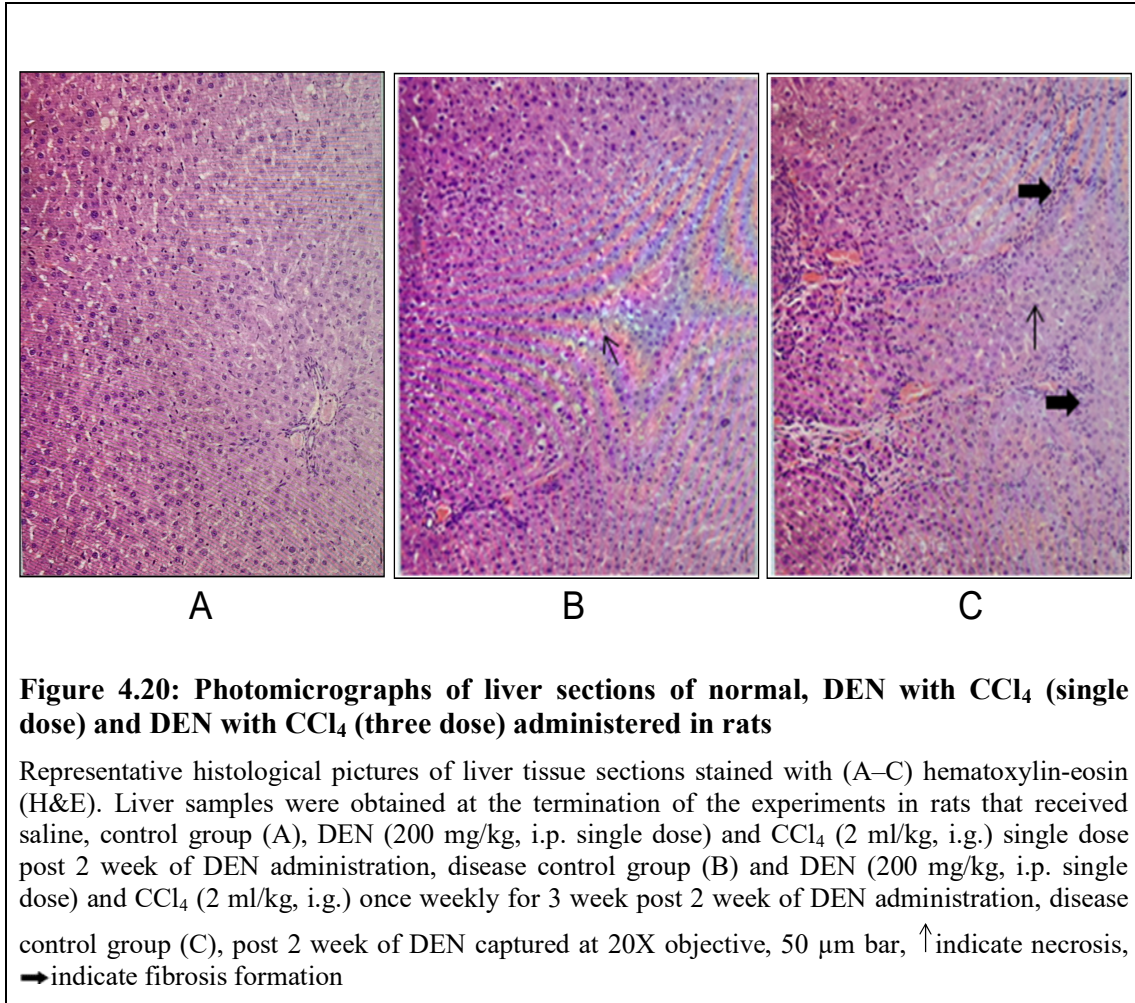 A B C
Figure 4.20: Photomicrographs of liver sections of normal, DEN with CCl₄ (single
dose) and DEN with CCl₄ (three dose) administered in rats
Representative histological pictures of liver tissue sections stained with (A–C) hematoxylin-eosin
(H&E). Liver samples were obtained at the termination of the experiments in rats that received
saline, control group (A), DEN (200 mg/kg, i.p. single dose) and CCl₄ (2 ml/kg, i.g.) single dose
post 2 week of DEN administration, disease control group (B) and DEN (200 mg/kg, i.p. single
dose) and CCl₄ (2 ml/kg, i.g.) once weekly for 3 week post 2 week of DEN administration, disease
control group (C), post 2 week of DEN captured at 20X objective, 50 µm bar, ↑ indicate necrosis,
➡ indicate fibrosis formation